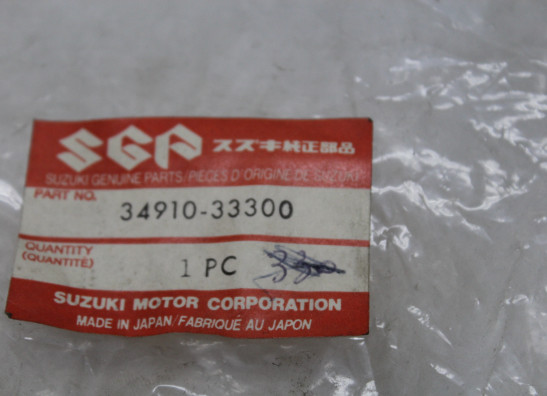 SGP スズキ純正部品
SUZUKI GENUINE PARTS/PIÈCES D'ORIGINE DE SUZUKI
PART NO.
34910-33300
QUANTITY
(QUANTITÉ)
1 PC
SUZUKI MOTOR CORPORATION
MADE IN JAPAN/FABRIQUÉ AU JAPON